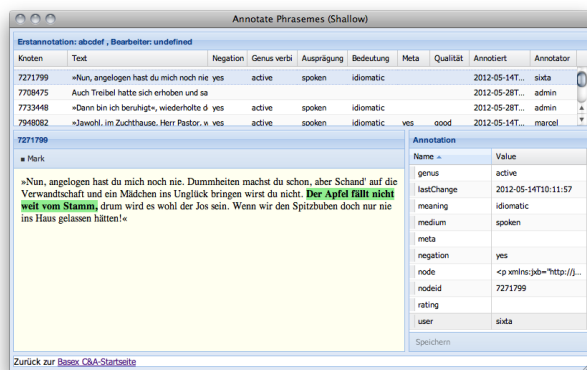 Annotate Phrasemes (Shallow)
Erstannotation: abcdef , Bearbeiter: undefined
Knoten Text Negation Genus verbi Ausprägung Bedeutung Meta Qualität Annotiert Annotator
7271799 »Nun, angelogen hast du mich noch nie yes active spoken idiomatic 2012-05-14T... sixta
7708475 Auch Treibel hatte sich erhoben und sa 2012-05-28T... admin
7733448 »Dann bin ich beruhigt«, wiederholte d yes active spoken idiomatic 2012-05-28T... admin
7948082 »Jawohl, im Zuchthause. Herr Pastor, w yes active spoken idiomatic yes good 2012-05-14T... marcel
7271799
Mark
»Nun, angelogen hast du mich noch nie. Dummheiten machst du schon, aber Schand' auf die
Verwandtschaft und ein Mädchen ins Unglück bringen wirst du nicht. Der Apfel fällt nicht
weit vom Stamm, drum wird es wohl der Jos sein. Wenn wir den Spitzbuben doch nur nie
ins Haus gelassen hätten!«
Annotation
Name Value
genus active
lastChange 2012-05-14T10:11:57
meaning idiomatic
medium spoken
meta
negation yes
node <p xmlns:jxb="http://j...
nodeid 7271799
rating
user sixta
Speichern
Zurück zur Basex C&A-Startseite